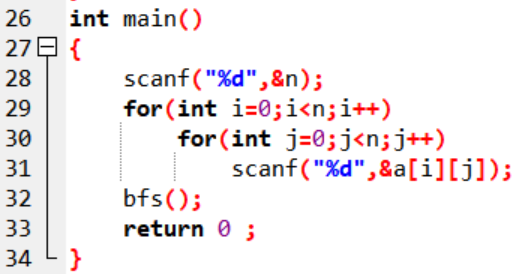 26 int main()
27 {
28 scanf("%d",&n);
29 for(int i=0;i<n;i++)
30 for(int j=0;j<n;j++)
31 scanf("%d",&a[i][j]);
32 bfs();
33 return 0 ;
34 }